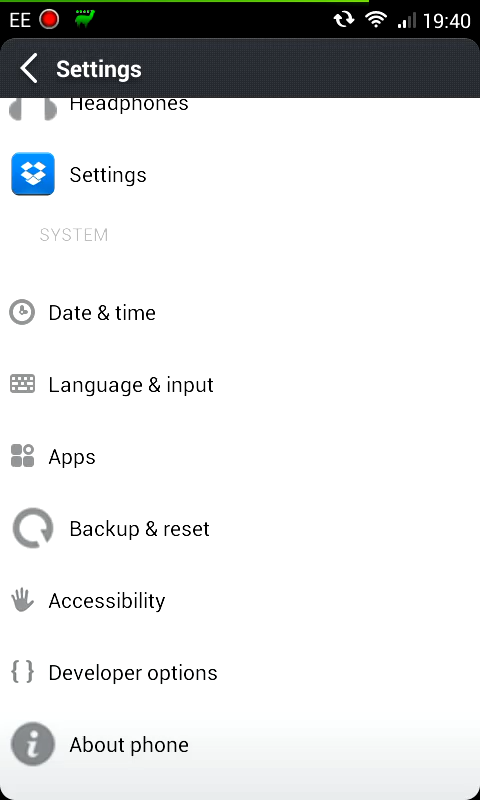 EE 19:40
Settings
Headphones
Settings
SYSTEM
Date & time
Language & input
Apps
Backup & reset
Accessibility
Developer options
About phone